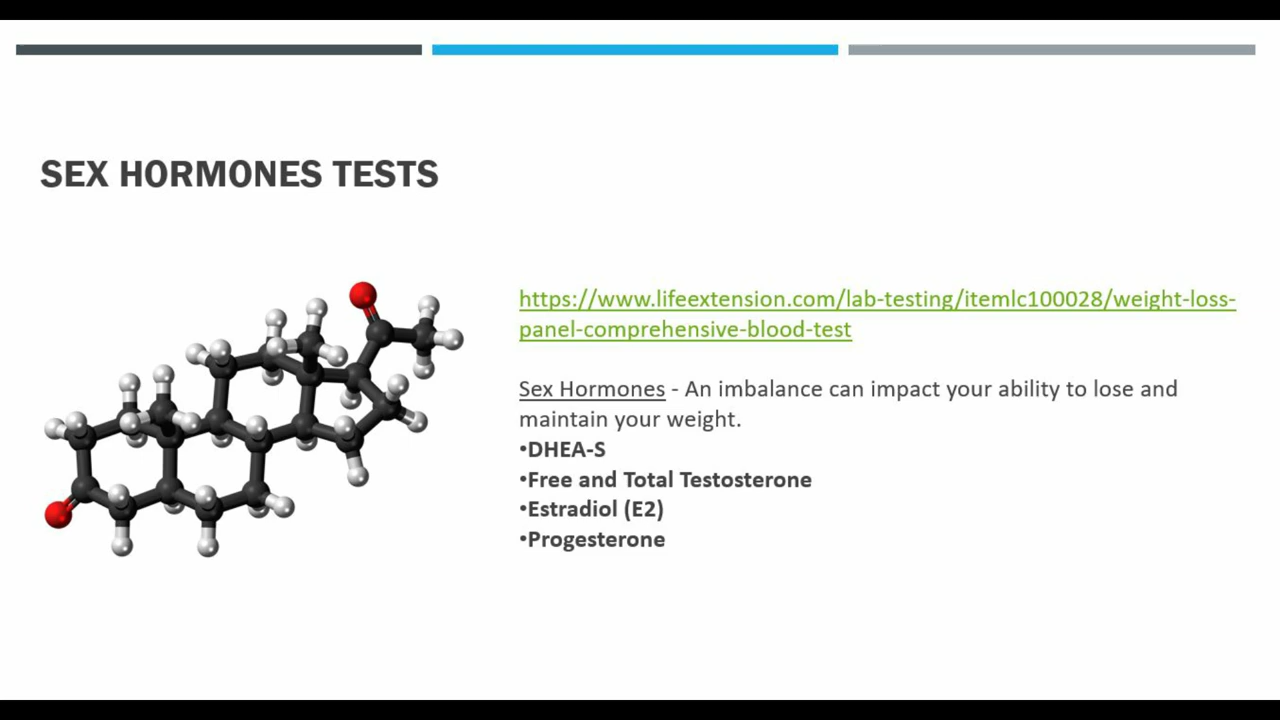 SEX HORMONES TESTS
https://www.lifeextension.com/lab-testing/itemlc100028/weight-loss-
panel-comprehensive-blood-test
Sex Hormones - An imbalance can impact your ability to lose and
maintain your weight.
•DHEA-S
•Free and Total Testosterone
•Estradiol (E2)
•Progesterone